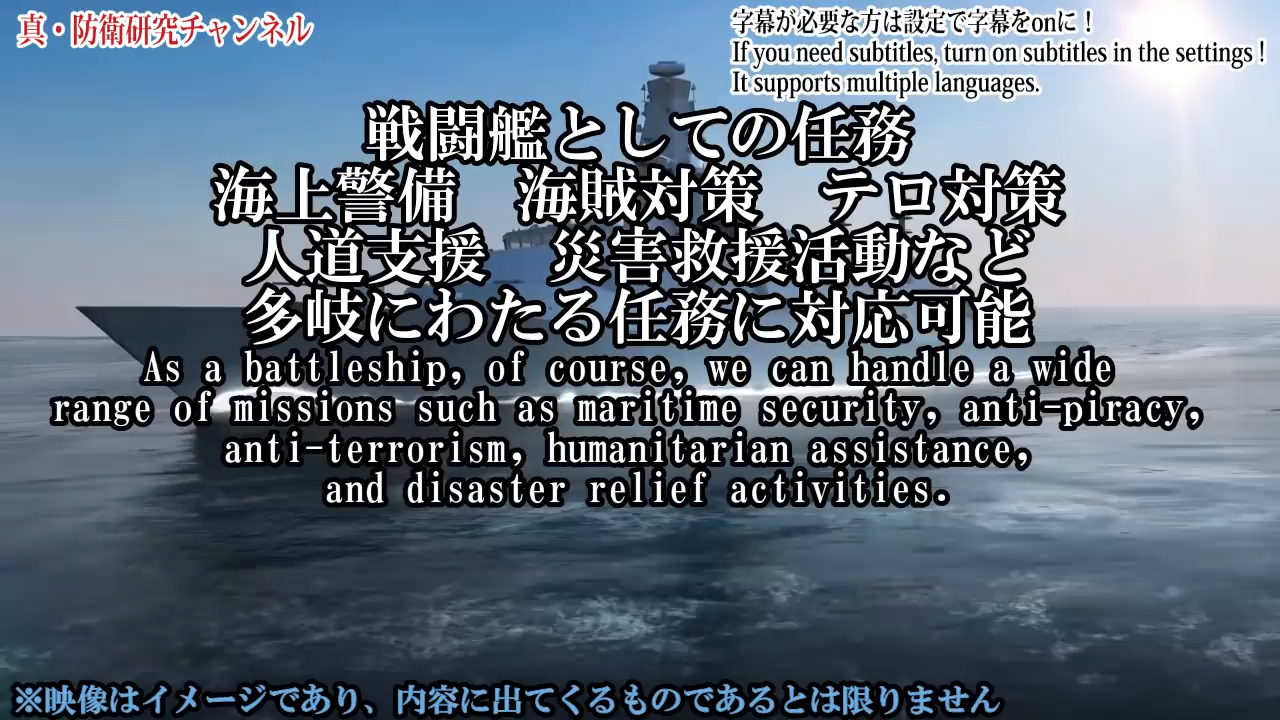 真・防衛研究チャンネル
字幕が必要な方は設定で字幕をonに！
If you need subtitles, turn on subtitles in the settings !
It supports multiple languages.
戦闘艦としての任務
海上警備　海賊対策　テロ対策
人道支援　災害救援活動など
多岐にわたる任務に対応可能
As a battleship, of course, we can handle a wide
range of missions such as maritime security, anti-piracy,
anti-terrorism, humanitarian assistance,
and disaster relief activities.
※映像はイメージであり、内容に出てくるものであるとは限りません